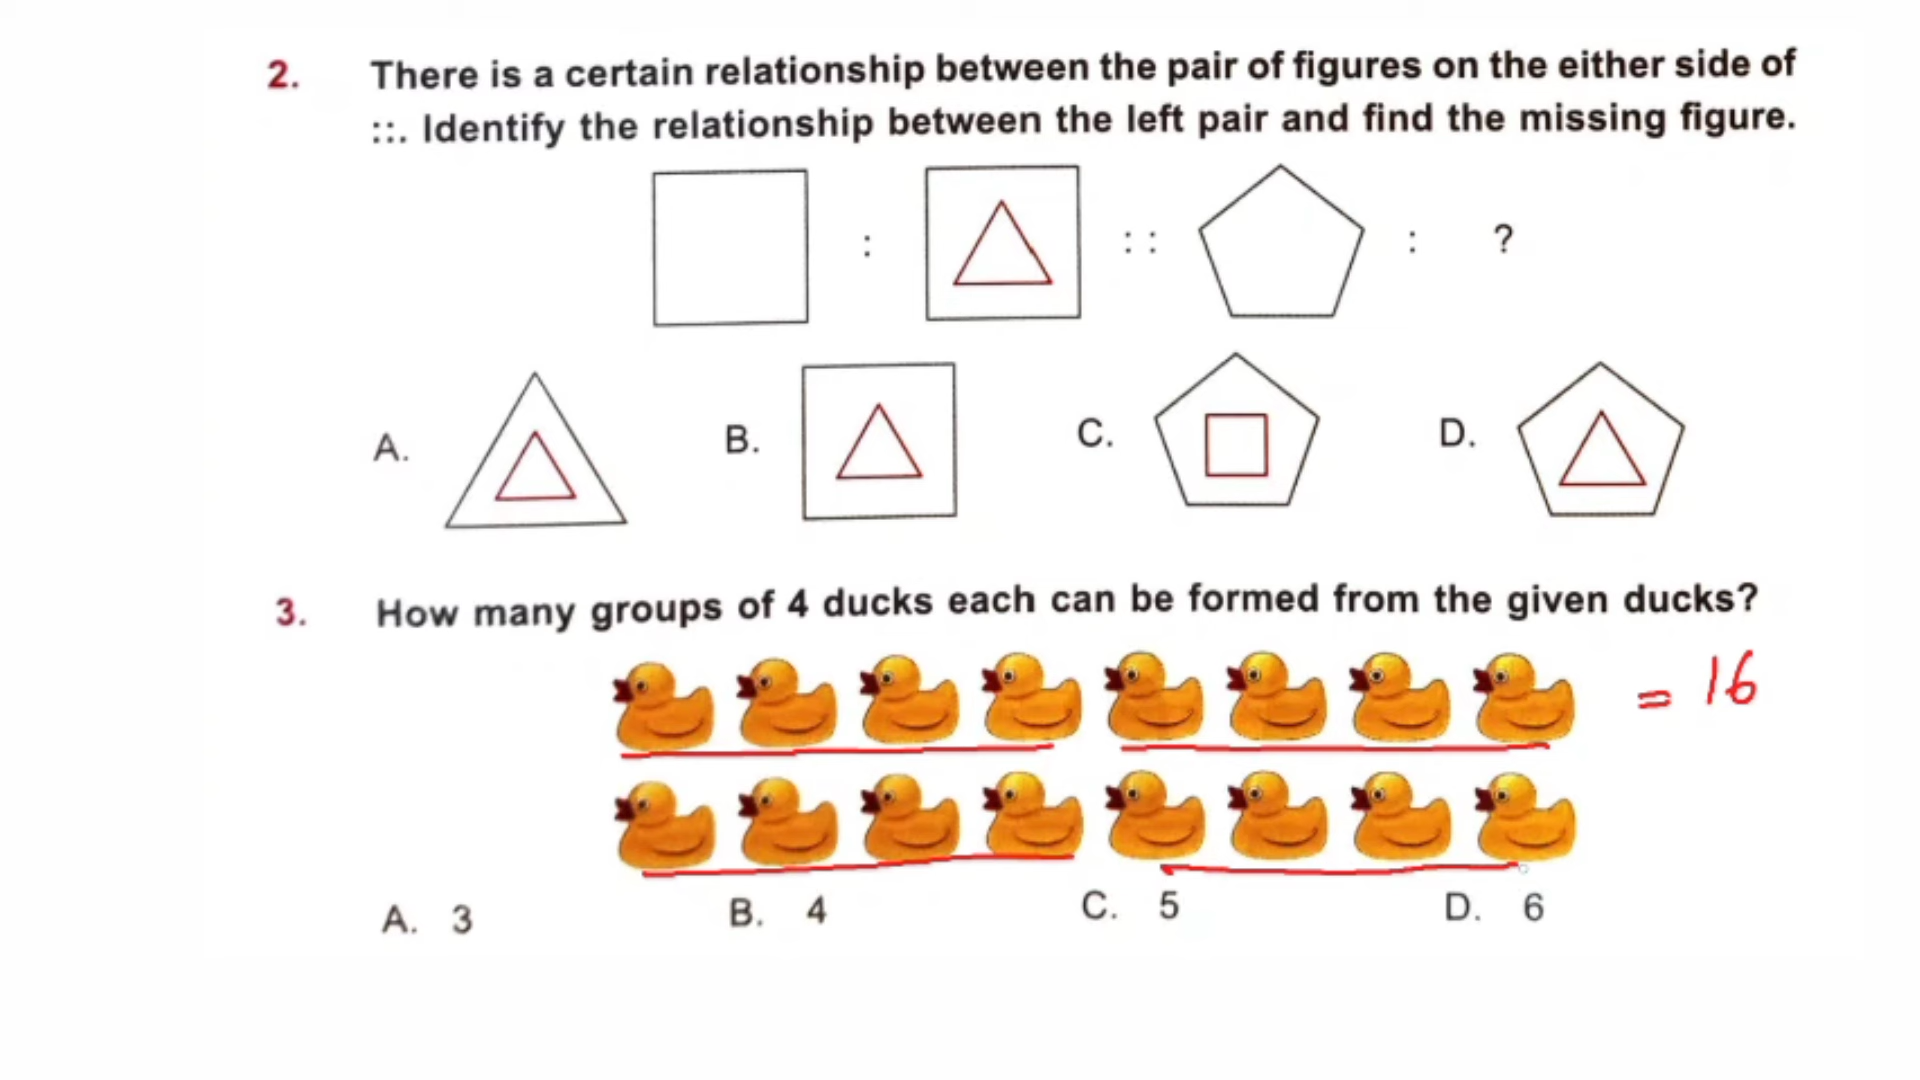 2. There is a certain relationship between the pair of figures on the either side of
::. Identify the relationship between the left pair and find the missing figure.
: :: : ?
A. B. C. D.
3. How many groups of 4 ducks each can be formed from the given ducks?
= 16
A. 3 B. 4 C. 5 D. 6